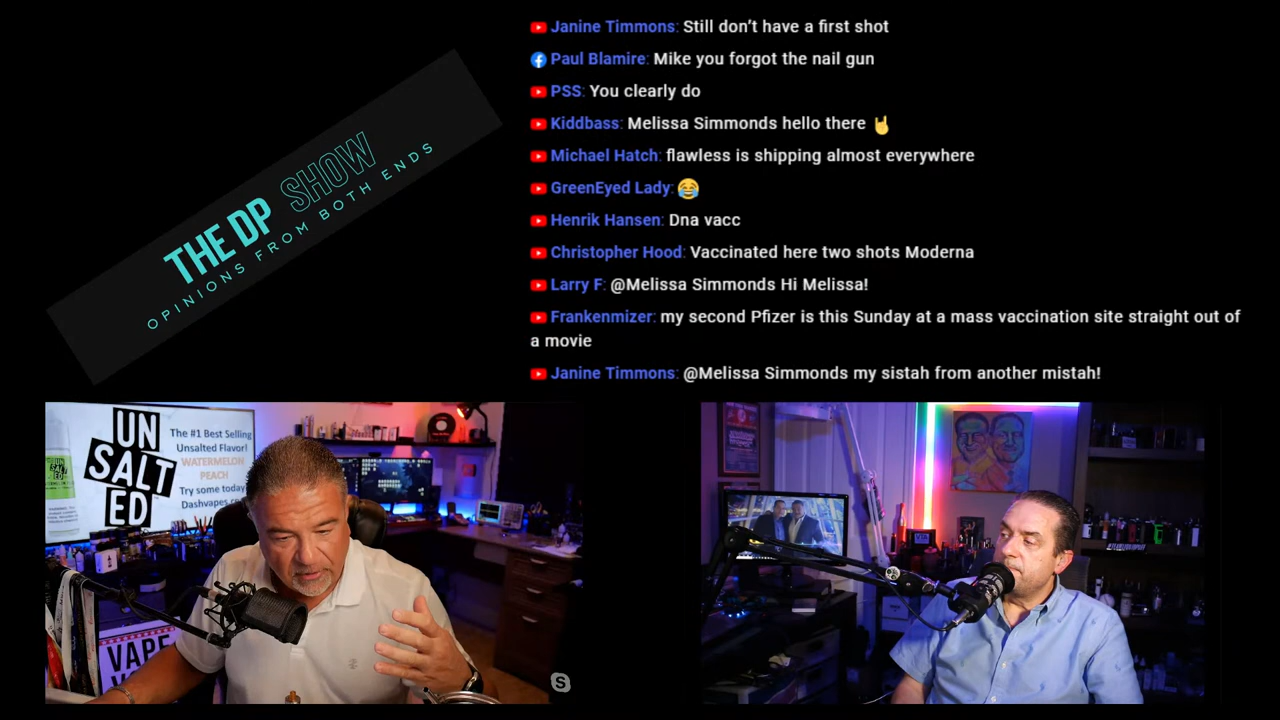 Janine Timmons: Still don’t have a first shot
Paul Blamire: Mike you forgot the nail gun
PSS: You clearly do
Kiddbass: Melissa Simmonds hello there 🤘
Michael Hatch: flawless is shipping almost everywhere
GreenEyed Lady: 😂
Henrik Hansen: Dna vacc
Christopher Hood: Vaccinated here two shots Moderna
Larry F: @Melissa Simmonds Hi Melissa!
Frankenmizer: my second Pfizer is this Sunday at a mass vaccination site straight out of
a movie
Janine Timmons: @Melissa Simmonds my sistah from another mistah!
THE DP SHOW
OPINIONS FROM BOTH ENDS
UN
SALT
ED
The #1 Best Selling
Unsalted Flavor!
WATERMELON
PEACH
Try some today
Dashvapes.c
VAPE